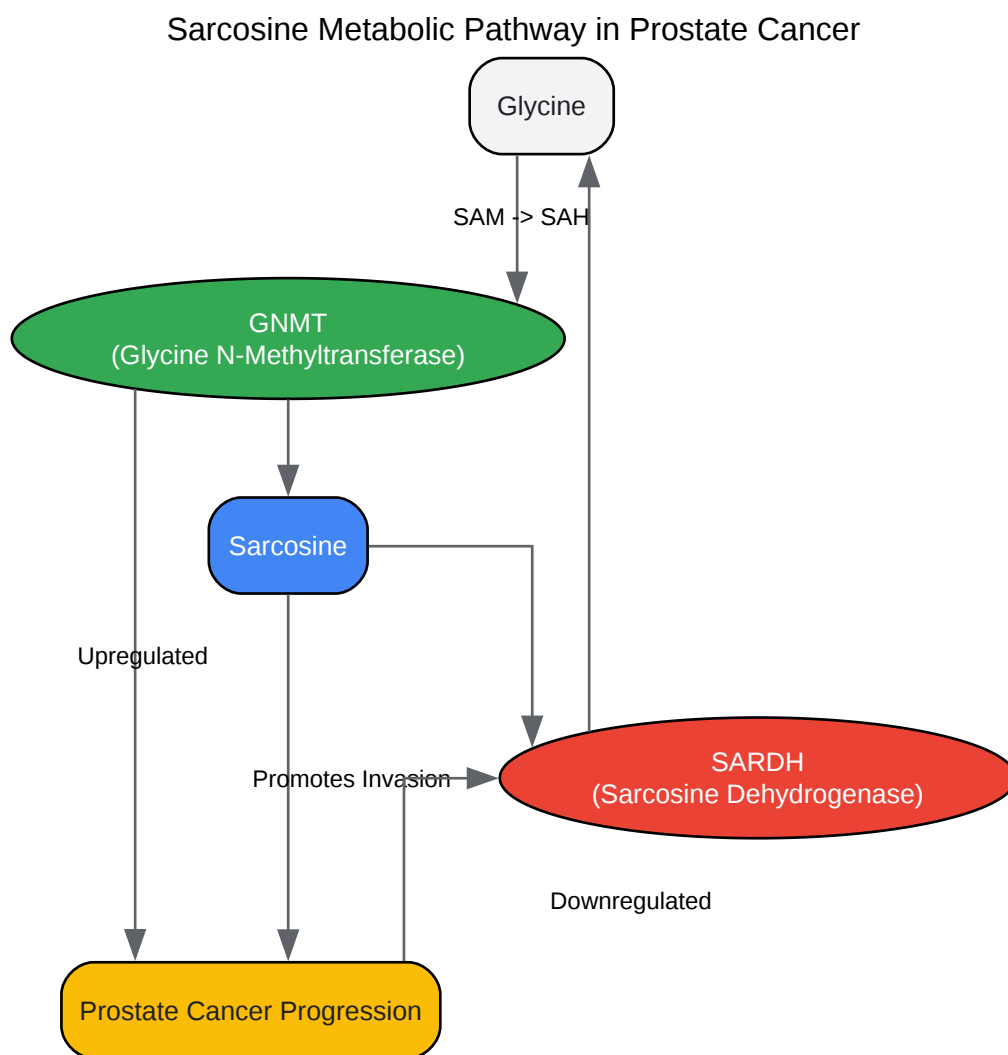 Sarcosine Metabolic Pathway in Prostate Cancer
Glycine
SAM -> SAH
GNMT
(Glycine N-Methyltransferase)
Sarcosine
Upregulated
SARDH
(Sarcosine Dehydrogenase)
Promotes Invasion
Downregulated
Prostate Cancer Progression